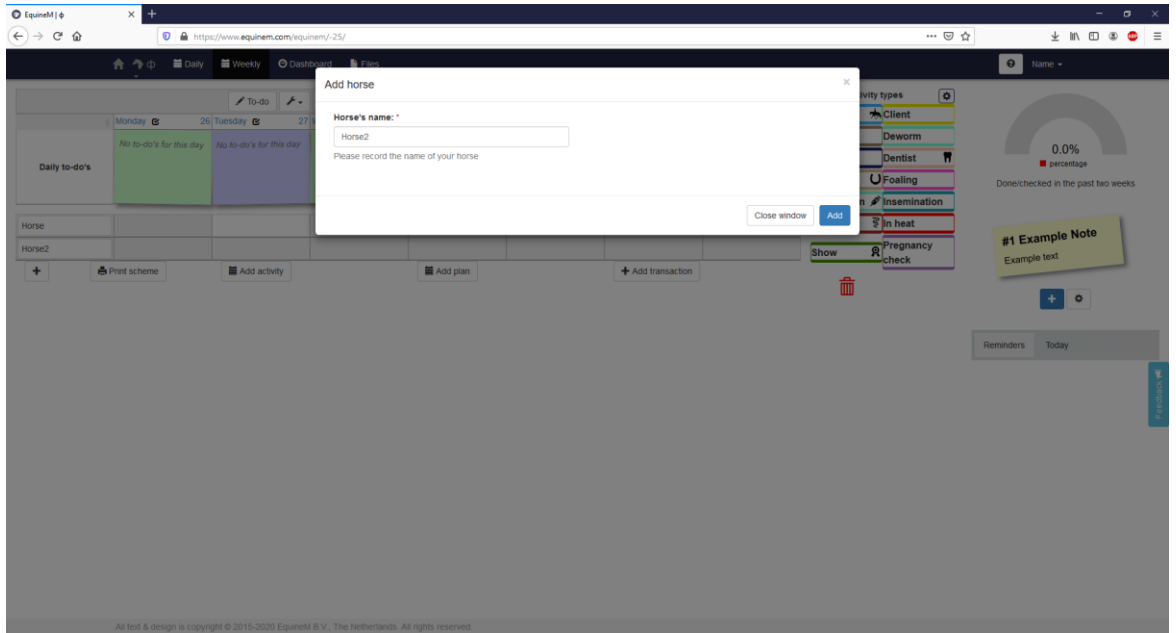 EquineM | ф
https://www.equinem.com/equinem/-25/
ф Daily Weekly Dashboard Files Name
Add horse
Horse's name: *
Horse2
Please record the name of your horse
Close window Add
To-do
Monday 26 Tuesday 27
Daily to-do's
No to-do's for this day No to-do's for this day
Horse
Horse2
Print scheme Add activity Add plan Add transaction
Client
Deworm
Dentist
Foaling
Insemination
In heat
Show Pregnancy
check
0.0%
percentage
Done/checked in the past two weeks
#1 Example Note
Example text
Reminders Today
Feedback
All text & design is copyright © 2015-2020 EquineM B.V., The Netherlands. All rights reserved.